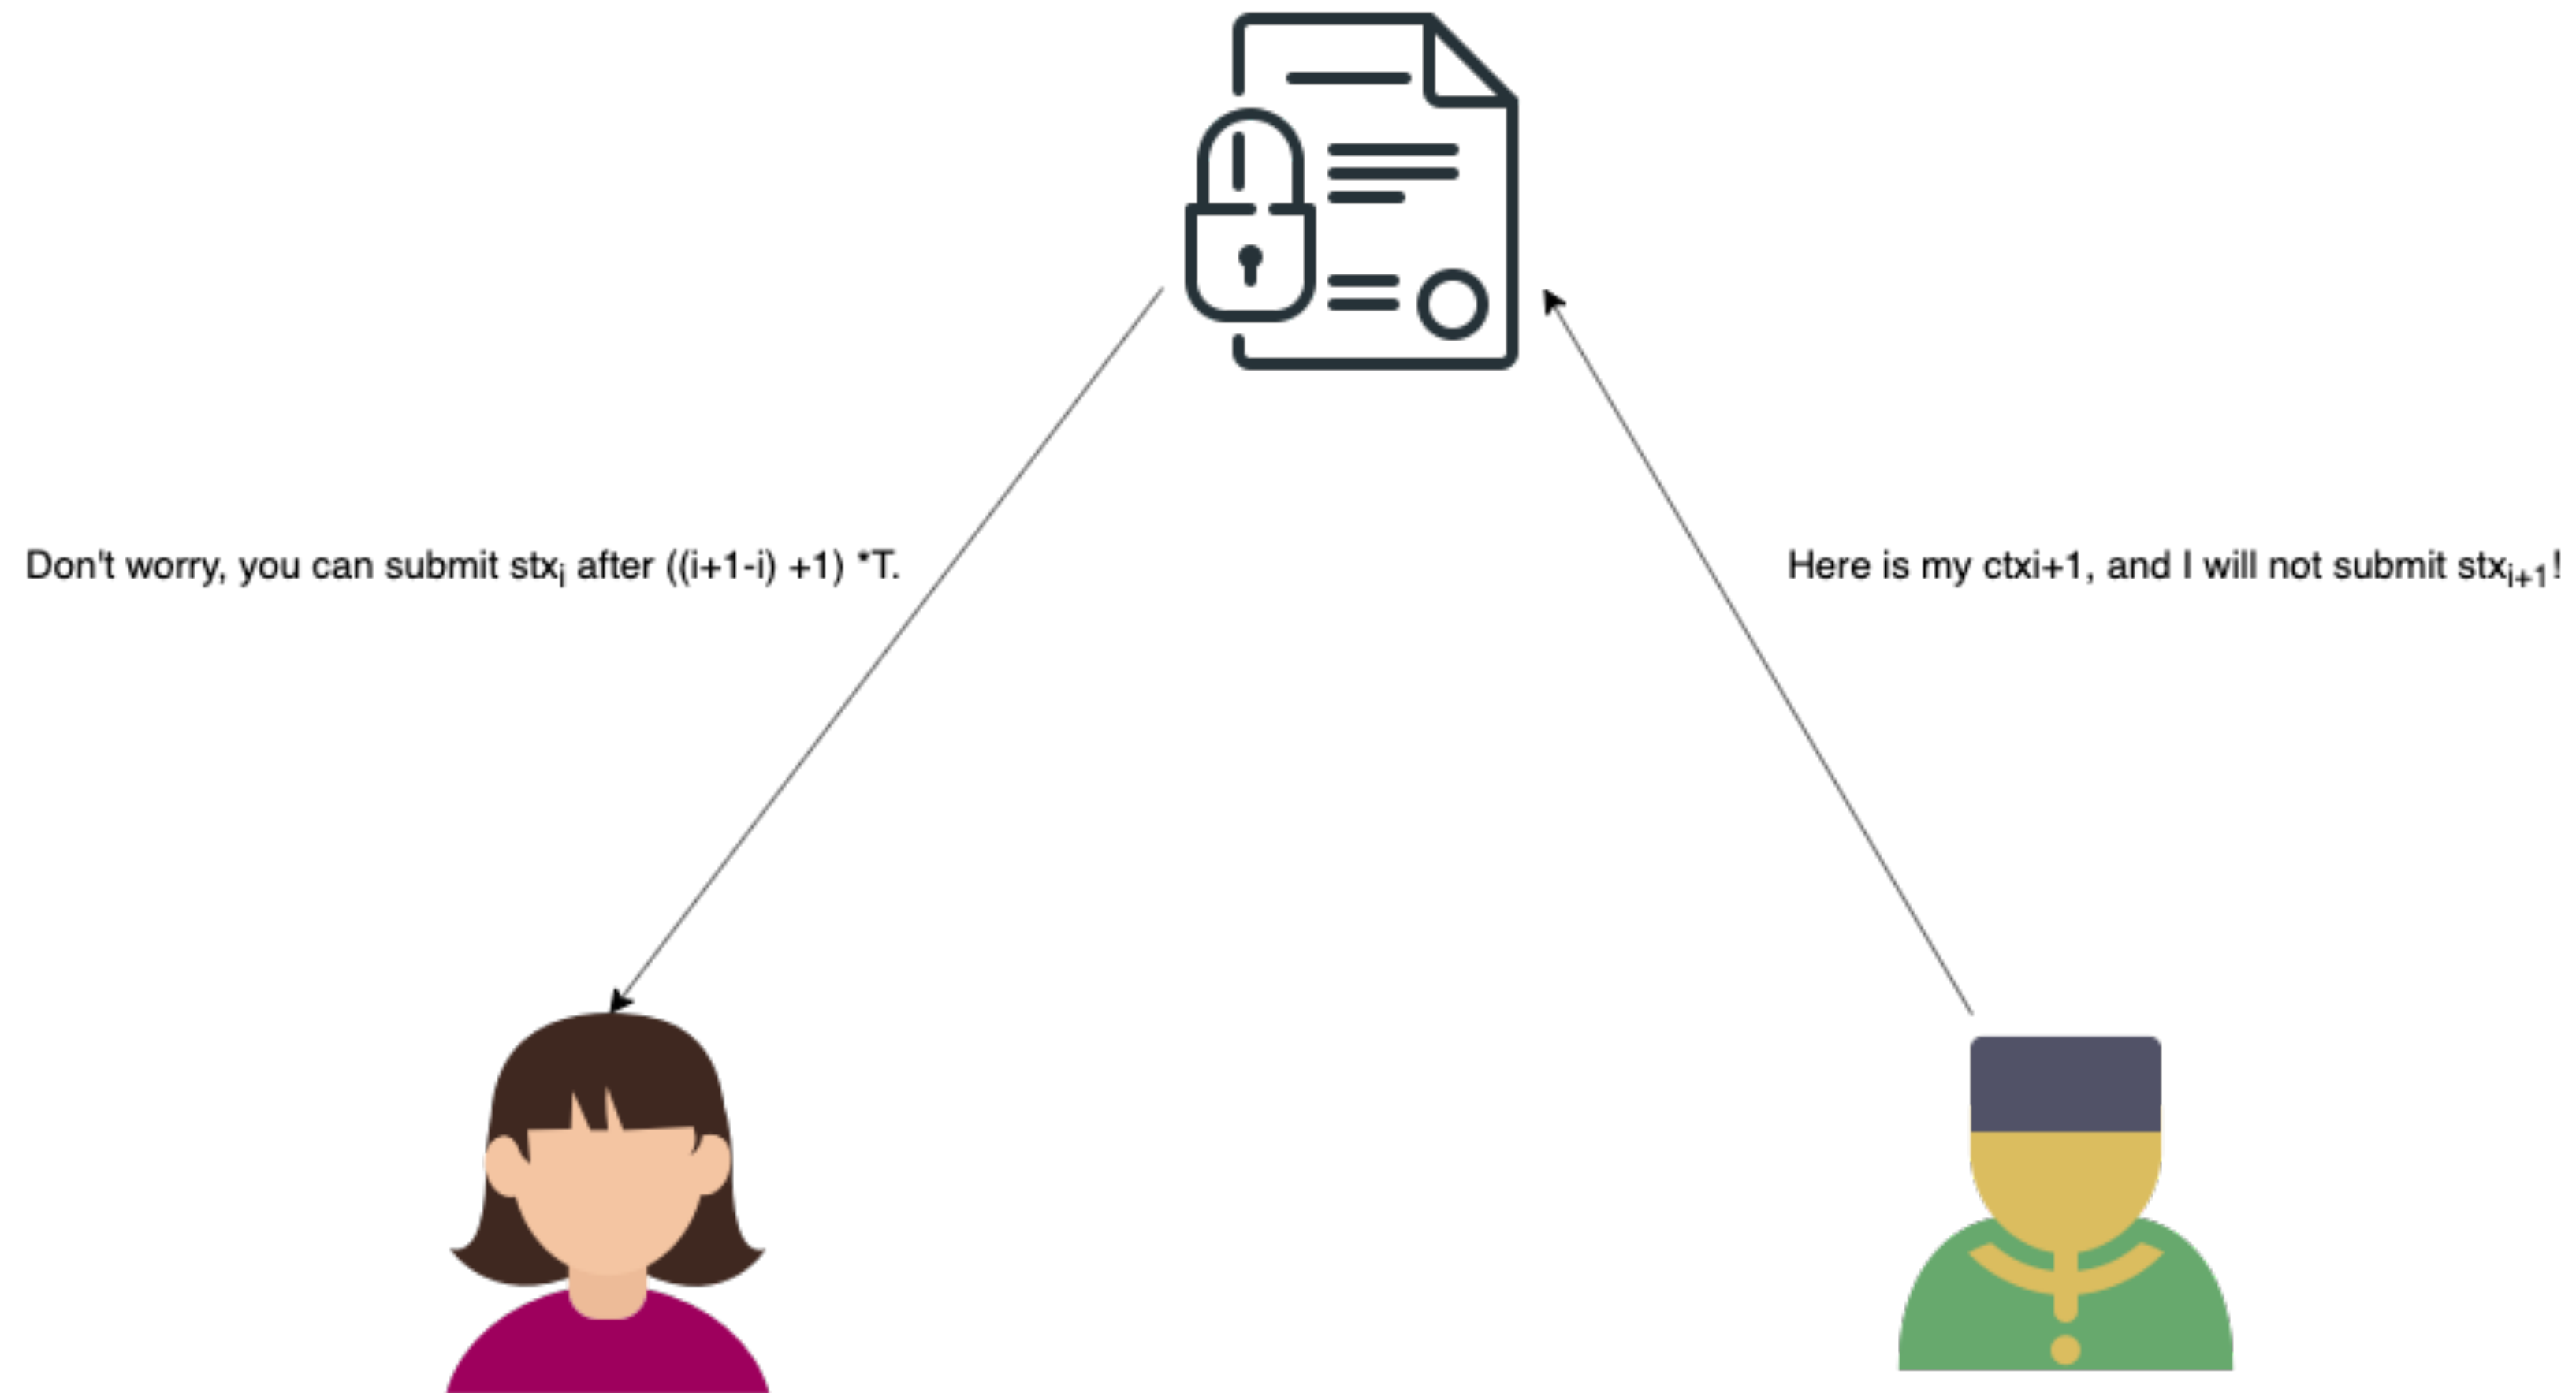 Don't worry, you can submit stxi after ((i+1-i) +1) *T.
Here is my ctxi+1, and I will not submit stxi+1!